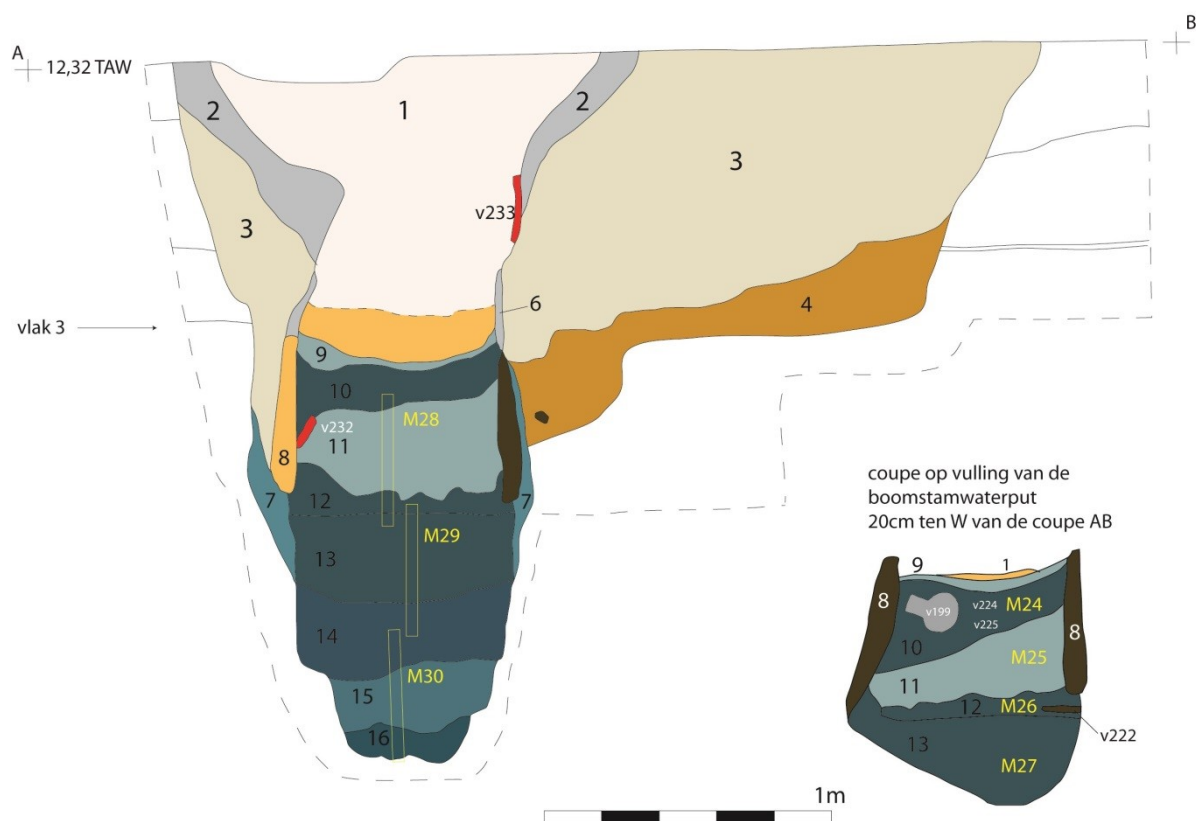 A
B
12,32 TAW
1
2
2
3
3
v233
6
4
vlak 3
9
10
M28
v232
11
8
12
7
7
M29
13
14
M30
15
16
coupe op vulling van de
boomstamwaterput
20cm ten W van de coupe AB
9
1
8
v199
v224
M24
v225
8
10
M25
11
12
M26
v222
13
M27
1m